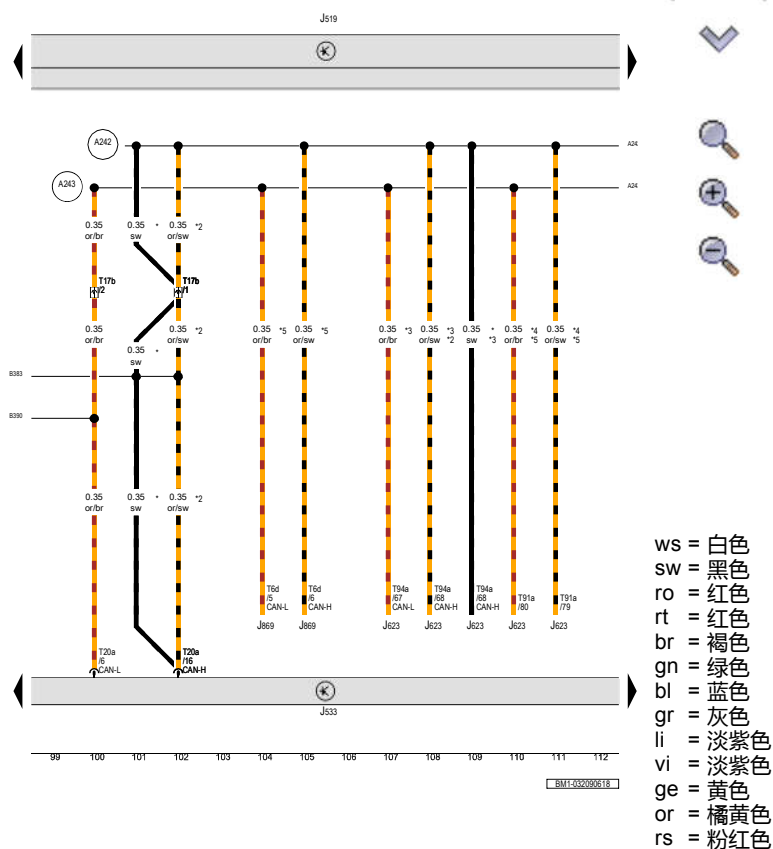 J519
A242
A24
A243
A24
0.35 0.35 * 0.35 *2
or/br sw or/sw
T17b T17b
/2 /1
0.35 0.35 *2 0.35 *5 0.35 *5 0.35 *3 0.35 *3 0.35 * 0.35 *4 0.35 *4
or/br or/sw or/br or/sw or/br or/sw *2 sw *3 or/br *5 or/sw *5
0.35 *
sw
B383
B390
0.35 0.35 * 0.35 *2
or/br sw or/sw
T6d T6d T94a T94a T94a T91a T91a
/5 /6 /67 /68 /68 /80 /79
CAN-L CAN-H CAN-L CAN-H CAN-H
J869 J869 J623 J623 J623 J623 J623
T20a T20a
/6 /16
CAN-L CAN-H
J533
99 100 101 102 103 104 105 106 107 108 109 110 111 112
BM1-032090618
ws = 白色
sw = 黑色
ro = 红色
rt = 红色
br = 褐色
gn = 绿色
bl = 蓝色
gr = 灰色
li = 淡紫色
vi = 淡紫色
ge = 黄色
or = 橘黄色
rs = 粉红色